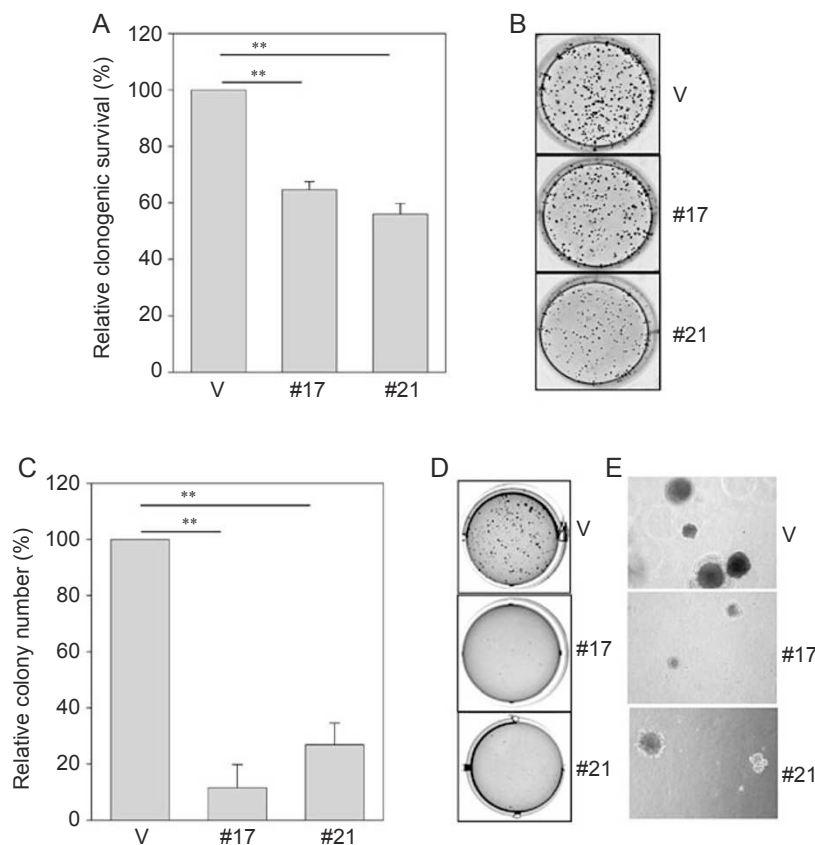 A
Relative clonogenic survival (%)
120
100
80
60
40
20
0
**
**
V
#17
#21
B
V
#17
#21
C
Relative colony number (%)
120
100
80
60
40
20
0
**
**
V
#17
#21
D
V
#17
#21
E
V
#17
#21